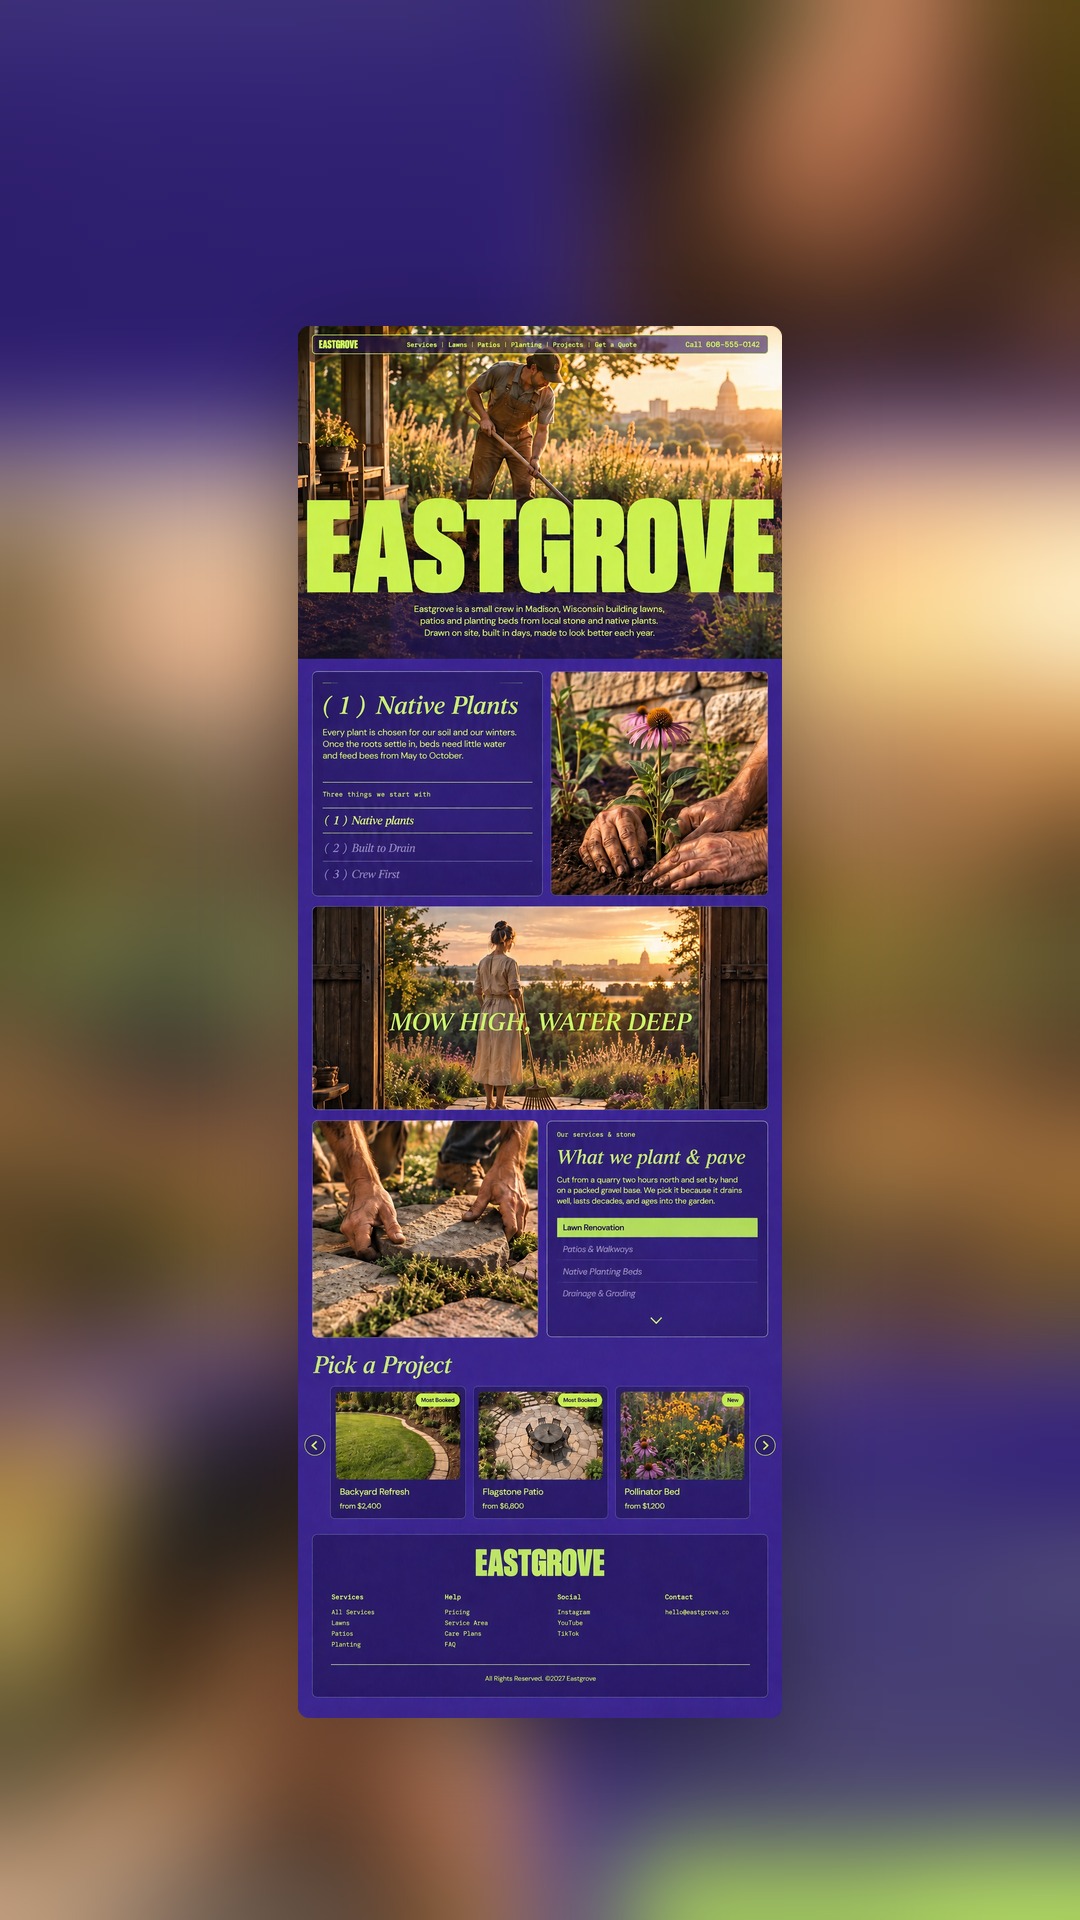 EASTGROVE
Services | Lawns | Patios | Planting | Projects | Get a Quote
Call 608-555-0142
EASTGROVE
Eastgrove is a small crew in Madison, Wisconsin building lawns,
patios and planting beds from local stone and native plants.
Drawn on site, built in days, made to look better each year.
( 1 ) Native Plants
Every plant is chosen for our soil and our winters.
Once the roots settle in, beds need little water
and feed bees from May to October.
Three things we start with
( 1 ) Native plants
( 2 ) Built to Drain
( 3 ) Crew First
MOW HIGH, WATER DEEP
Our services & stone
What we plant & pave
Cut from a quarry two hours north and set by hand
on a packed gravel base. We pick it because it drains
well, lasts decades, and ages into the garden.
Lawn Renovation
Patios & Walkways
Native Planting Beds
Drainage & Grading
Pick a Project
Most Booked
Backyard Refresh
from $2,400
Most Booked
Flagstone Patio
from $6,800
New
Pollinator Bed
from $1,200
EASTGROVE
Services
All Services
Lawns
Patios
Planting
Help
Pricing
Service Area
Care Plans
FAQ
Social
Instagram
YouTube
TikTok
Contact
hello@eastgrove.co
All Rights Reserved. ©2027 Eastgrove